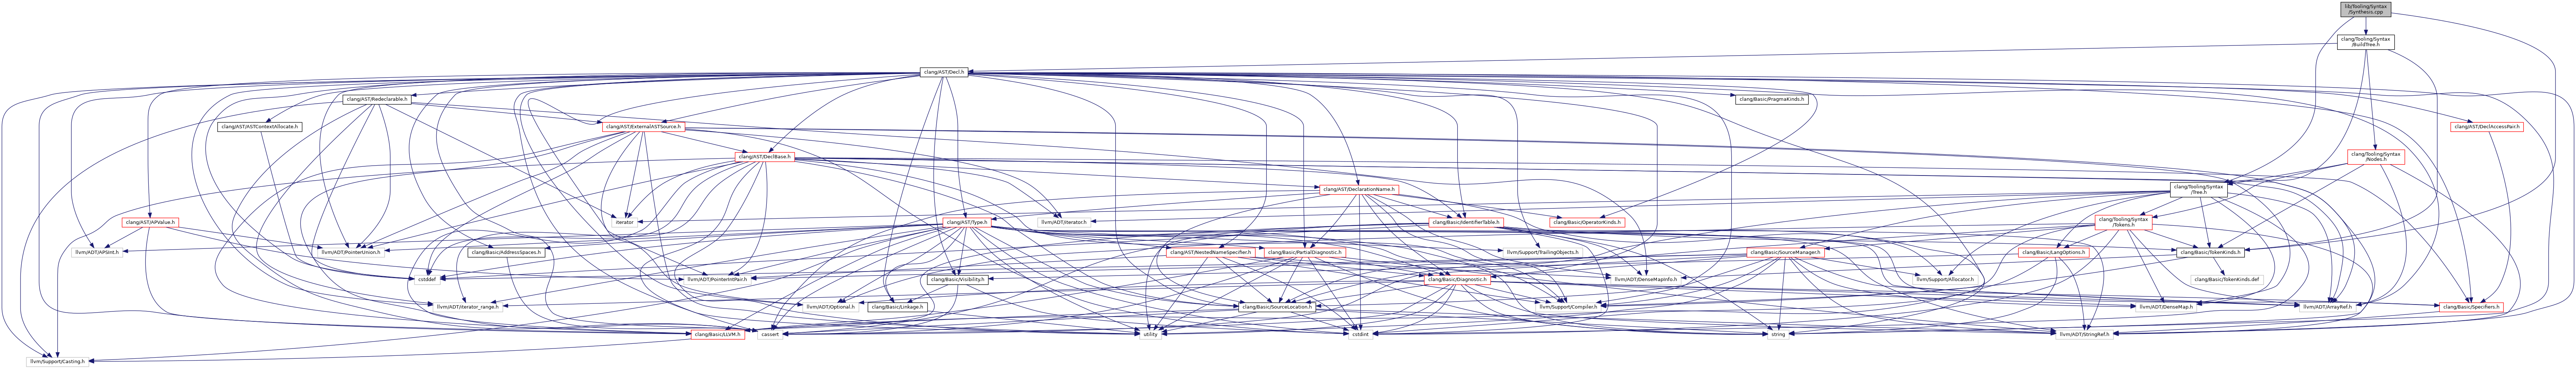 lib/Tooling/Syntax
/Synthesis.cpp
clang/Tooling/Syntax
/BuildTree.h
clang/AST/Decl.h
clang/AST/Redeclarable.h
clang/Basic/PragmaKinds.h
clang/AST/ASTContextAllocate.h
clang/AST/ExternalASTSource.h
clang/AST/DeclAccessPair.h
clang/AST/DeclBase.h
clang/Tooling/Syntax
/Nodes.h
clang/AST/DeclarationName.h
clang/Tooling/Syntax
/Tree.h
clang/AST/APValue.h
iterator
clang/AST/Type.h
llvm/ADT/iterator.h
clang/Basic/IdentifierTable.h
clang/Basic/OperatorKinds.h
clang/Tooling/Syntax
/Tokens.h
llvm/ADT/APSInt.h
llvm/ADT/PointerUnion.h
clang/Basic/AddressSpaces.h
clang/AST/NestedNameSpecifier.h
clang/Basic/PartialDiagnostic.h
llvm/Support/TrailingObjects.h
clang/Basic/SourceManager.h
clang/Basic/LangOptions.h
clang/Basic/TokenKinds.h
cstddef
llvm/ADT/PointerIntPair.h
clang/Basic/Visibility.h
clang/Basic/Diagnostic.h
llvm/ADT/DenseMapInfo.h
llvm/Support/Allocator.h
clang/Basic/TokenKinds.def
llvm/ADT/iterator_range.h
llvm/ADT/Optional.h
clang/Basic/Linkage.h
clang/Basic/SourceLocation.h
llvm/Support/Compiler.h
llvm/ADT/DenseMap.h
llvm/ADT/ArrayRef.h
clang/Basic/Specifiers.h
clang/Basic/LLVM.h
cassert
utility
cstdint
string
llvm/ADT/StringRef.h
llvm/Support/Casting.h